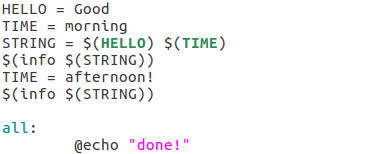 HELLO = Good
TIME = morning
STRING = $(HELLO) $(TIME)
$(info $(STRING))
TIME = afternoon!
$(info $(STRING))

all:
        @echo "done!"